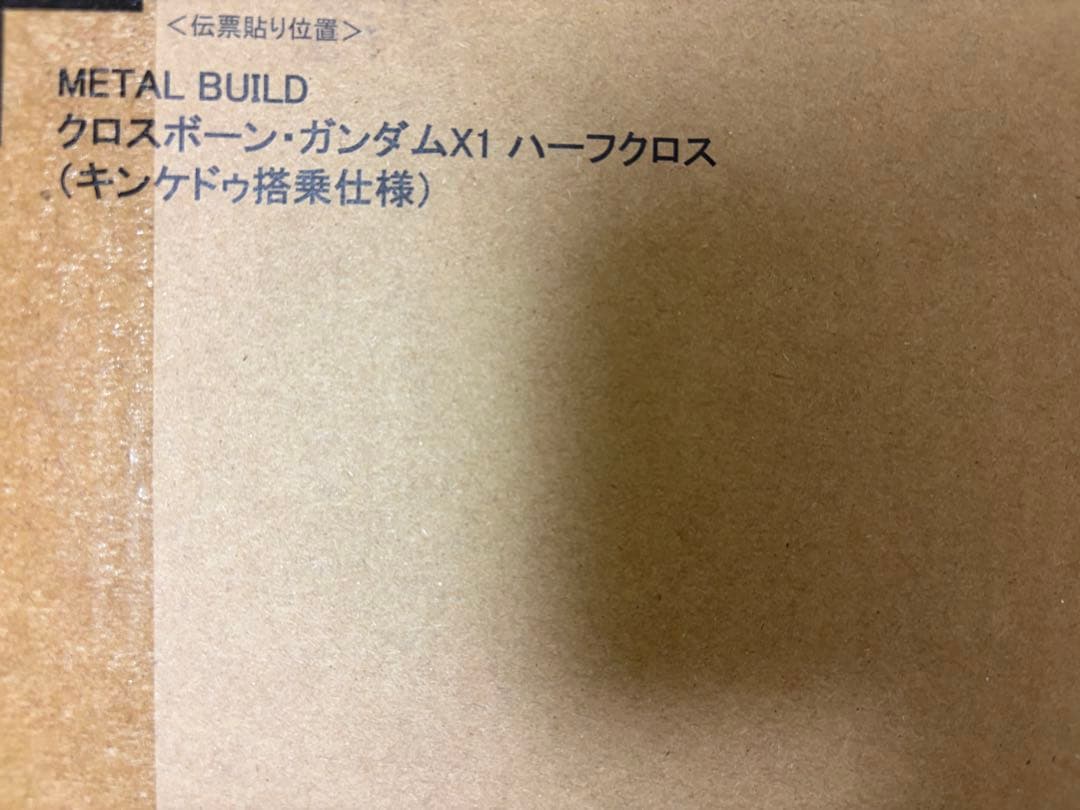 ＜伝票貼り位置＞
METAL BUILD
クロスボーン・ガンダムX1 ハーフクロス
（キンケドゥ搭乗仕様）